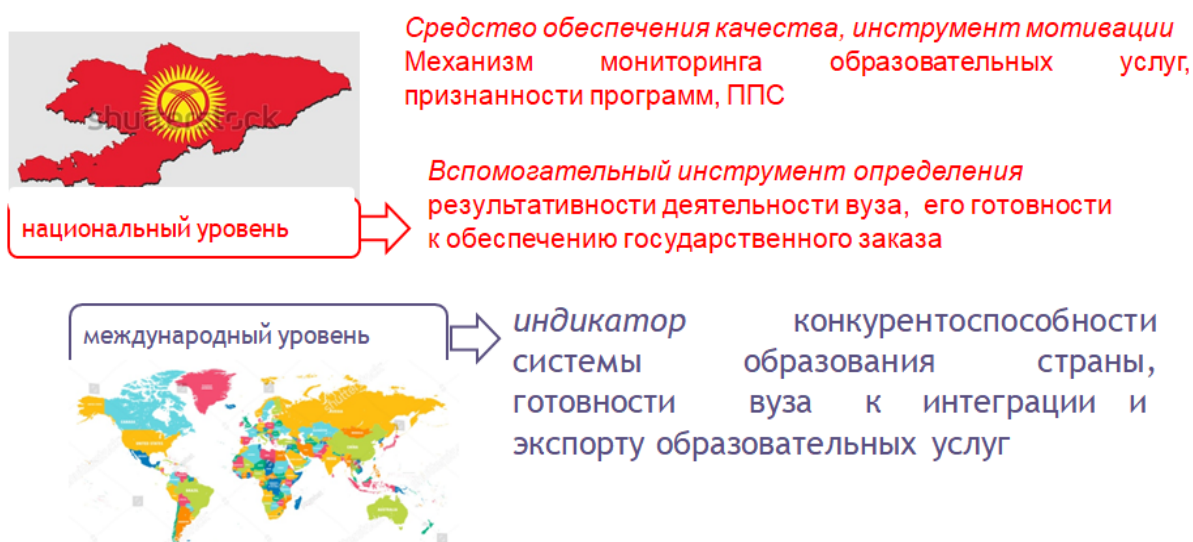 Средство обеспечения качества, инструмент мотивации
Механизм мониторинга образовательных услуг,
признанности программ, ППС
shutterstock
Вспомогательный инструмент определения
результативности деятельности вуза, его готовности
к обеспечению государственного заказа
национальный уровень
международный уровень
индикатор конкурентоспособности
системы образования страны,
готовности вуза к интеграции и
экспорту образовательных услуг